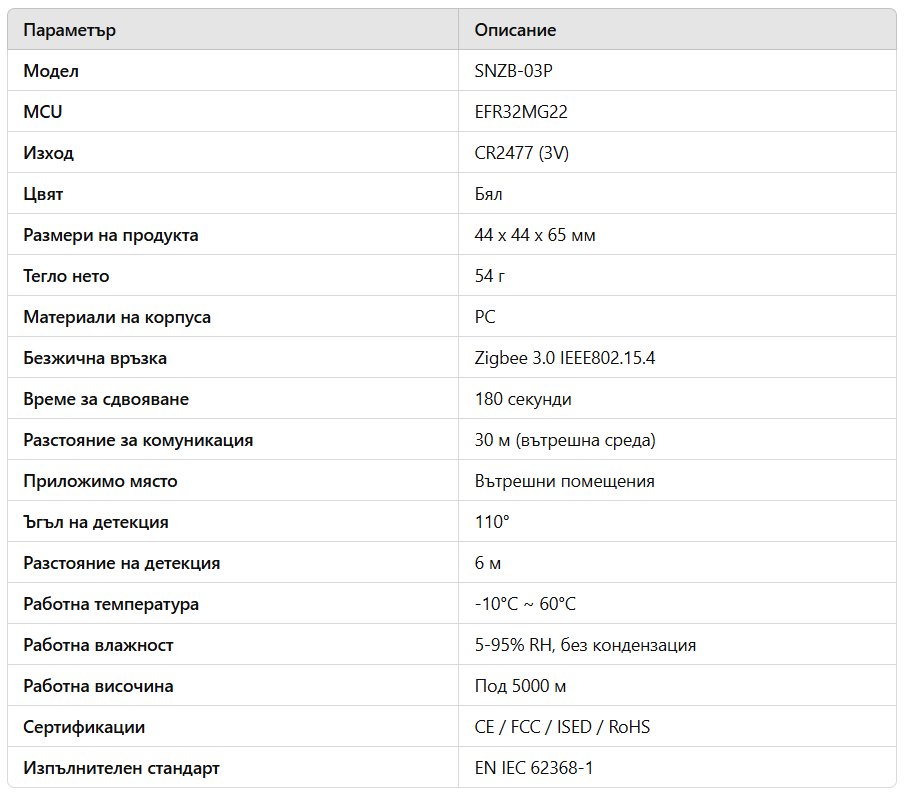 Параметър Описание
Модел SNZB-03P
MCU EFR32MG22
Изход CR2477 (3V)
Цвят Бял
Размери на продукта 44 x 44 x 65 мм
Тегло нето 54 г
Материали на корпуса PC
Безжична връзка Zigbee 3.0 IEEE802.15.4
Време за сдвояване 180 секунди
Разстояние за комуникация 30 м (вътрешна среда)
Приложимо място Вътрешни помещения
Ъгъл на детекция 110°
Разстояние на детекция 6 м
Работна температура -10°C ~ 60°C
Работна влажност 5-95% RH, без кондензация
Работна височина Под 5000 м
Сертификации CE / FCC / ISED / RoHS
Изпълнителен стандарт EN IEC 62368-1